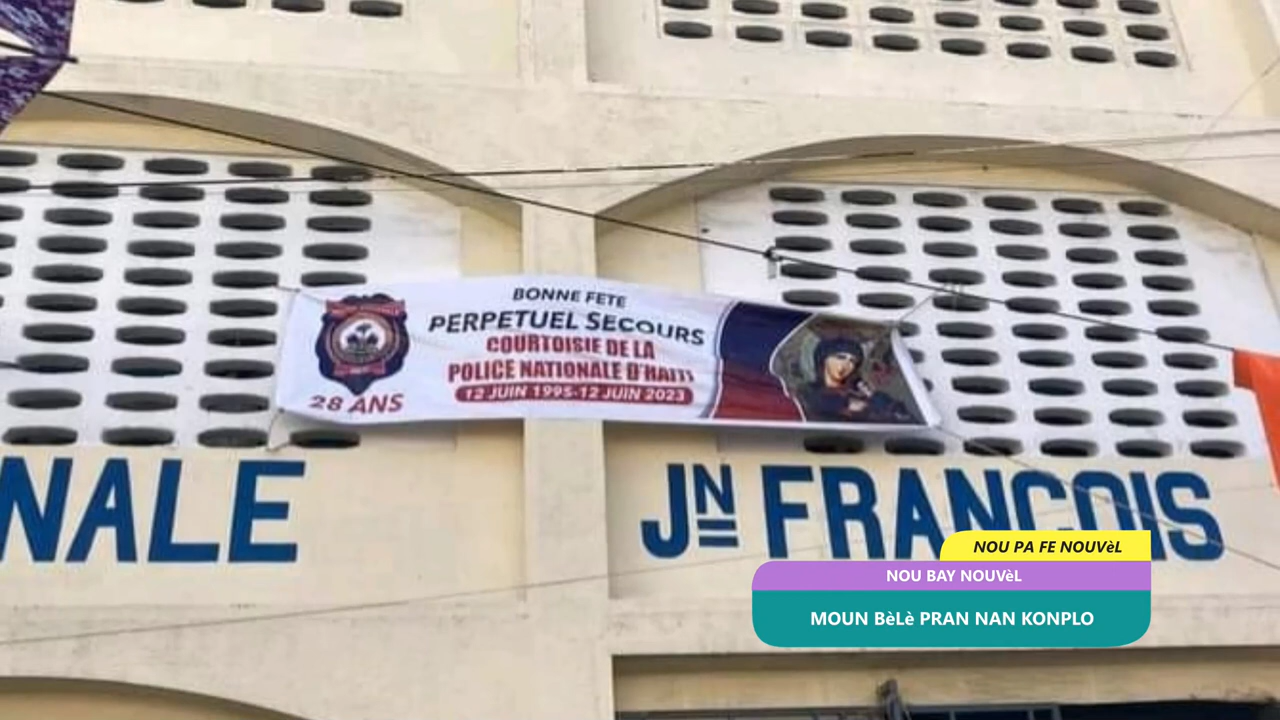 BONNE FETE
PERPETUEL SECOURS
COURTOISIE DE LA
POLICE NATIONALE D'HAITI
12 JUIN 1995-12 JUIN 2023
28 ANS
NALE
JN FRANCOIS
NOU PA FE NOUVèL
NOU BAY NOUVèL
MOUN BèLè PRAN NAN KONPLO